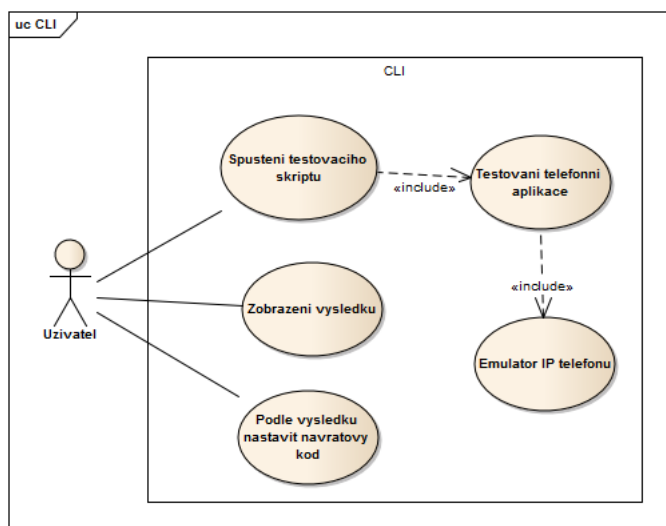 uc CLI
CLI
Spusteni testovaciho
skriptu
«include»
Testovani telefonni
aplikace
«include»
Zobrazeni vysledku
Uzivatel
Emulator IP telefonu
Podle vysledku
nastavit navratovy
kod